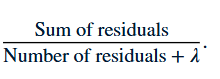 Sum of residuals
Number of residuals + λ.